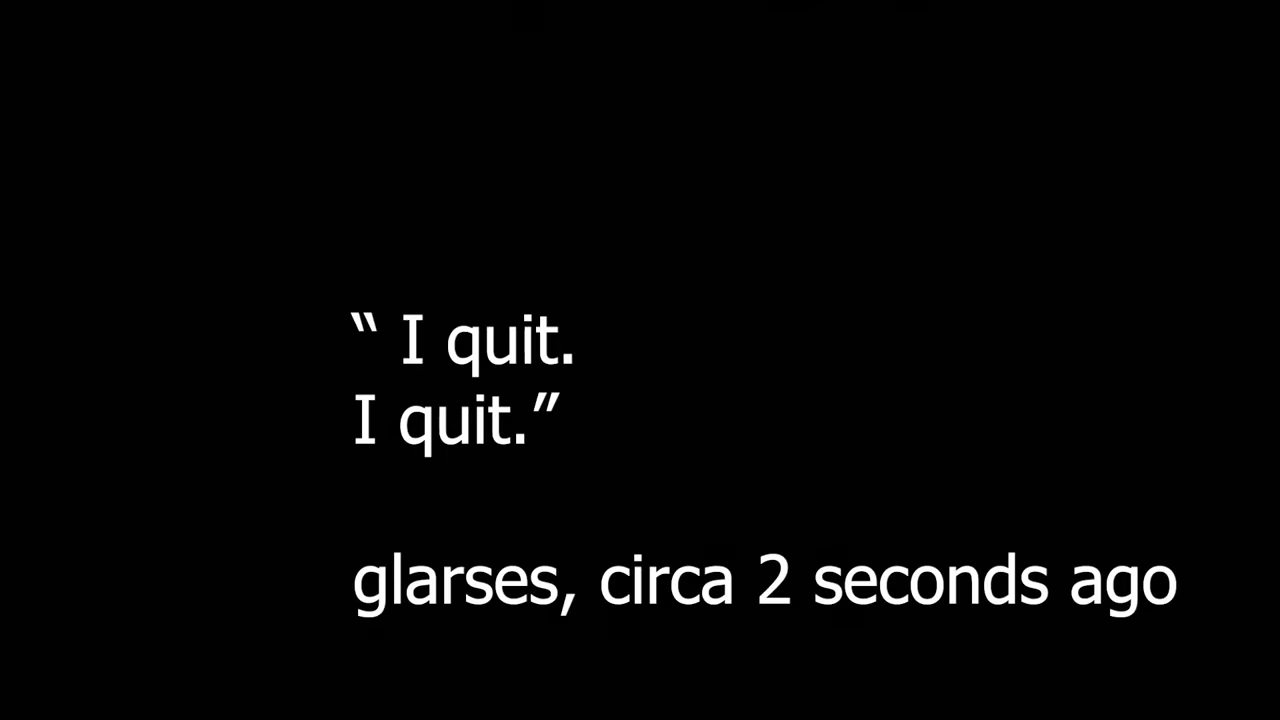 “ I quit.
I quit.”
glarses, circa 2 seconds ago